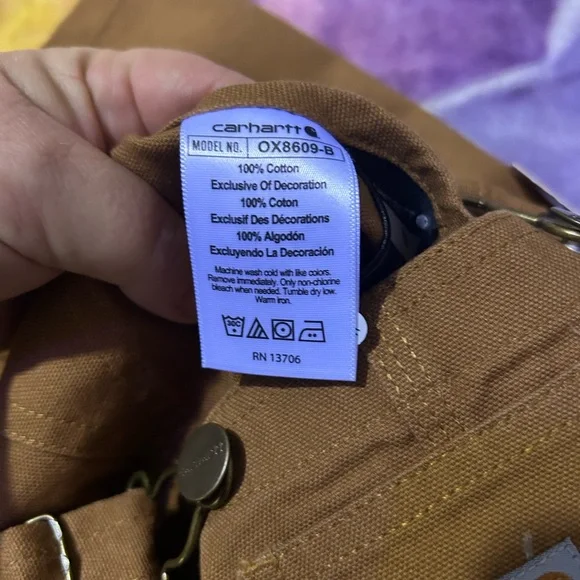 carhartt
MODEL NO. OX8609-B
100% Cotton
Exclusive Of Decoration
100% Coton
Exclusif Des Décorations
100% Algodón
Excluyendo La Decoración
Machine wash cold with like colors.
Remove immediately. Only non-chlorine
bleach when needed. Tumble dry low.
Warm iron.
30C
RN 13706